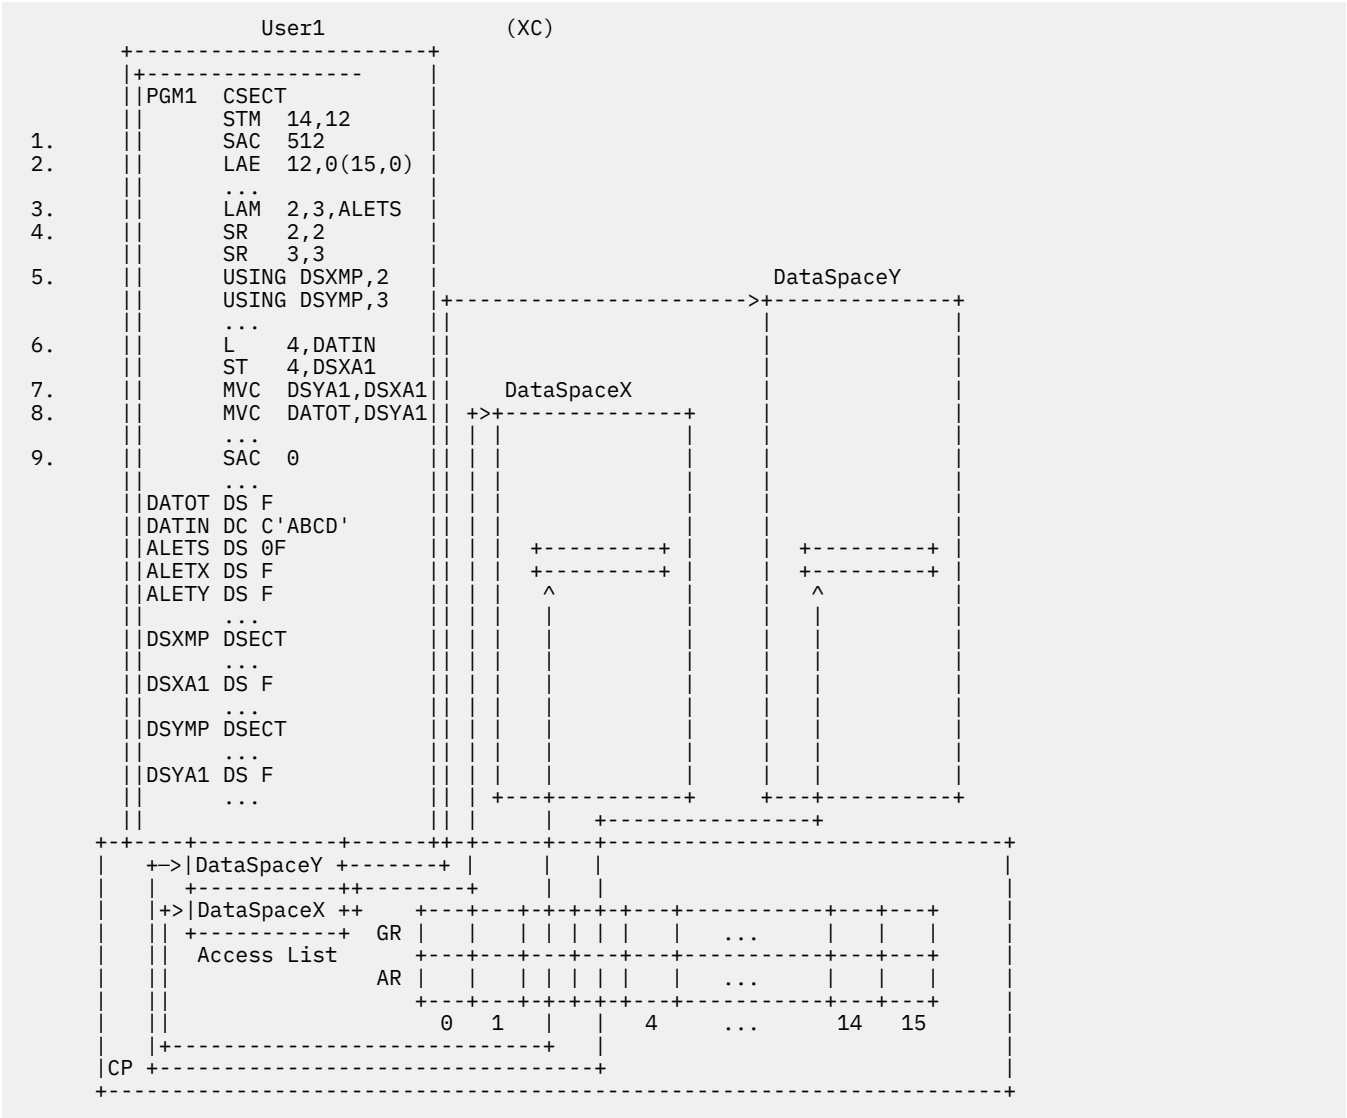 User1 (XC)
PGM1 CSECT
STM 14,12
1. SAC 512
2. LAE 12,0(15,0)
...
3. LAM 2,3,ALETS
4. SR 2,2
SR 3,3
5. USING DSXMP,2 DataSpaceY
USING DSYMP,3
...
6. L 4,DATIN
ST 4,DSXA1
7. MVC DSYA1,DSXA1 DataSpaceX
8. MVC DATOT,DSYA1
...
9. SAC 0
...
DATOT DS F
DATIN DC C'ABCD'
ALETS DS 0F
ALETX DS F
ALETY DS F
...
DSXMP DSECT
...
DSXA1 DS F
...
DSYMP DSECT
...
DSYA1 DS F
...
DataSpaceY
DataSpaceX
GR ...
Access List
AR ...
0 1 4 ... 14 15
CP